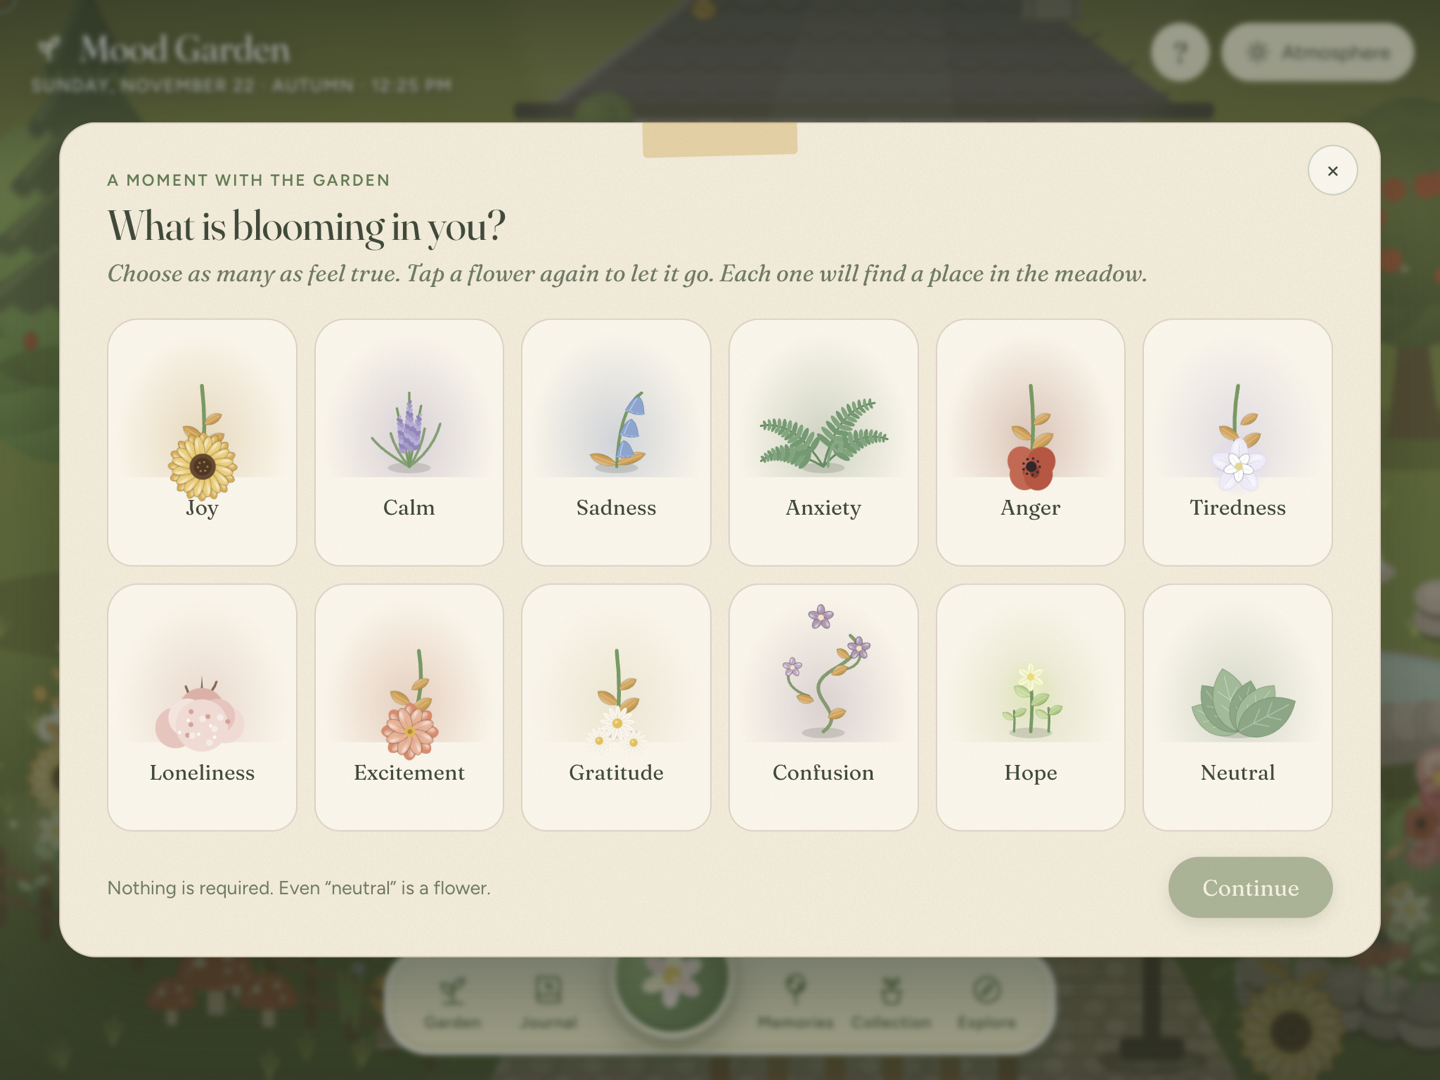 Mood Garden
SUNDAY, NOVEMBER 22 · AUTUMN · 12:25 PM
?
Atmosphere
×
A MOMENT WITH THE GARDEN
What is blooming in you?
Choose as many as feel true. Tap a flower again to let it go. Each one will find a place in the meadow.
Joy
Calm
Sadness
Anxiety
Anger
Tiredness
Loneliness
Excitement
Gratitude
Confusion
Hope
Neutral
Nothing is required. Even “neutral” is a flower.
Continue
Garden
Journal
Memories
Collection
Explore